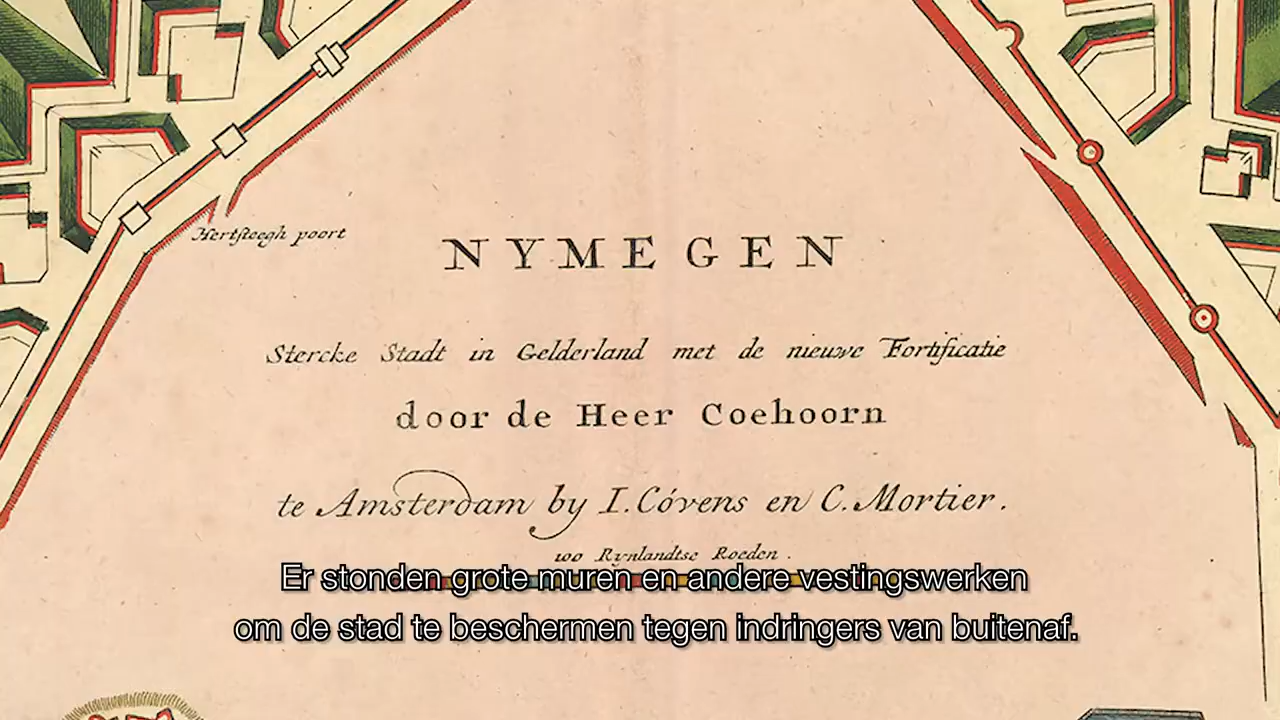 Hertsteegh poort
NYMEGEN
Stercke Stadt in Gelderland met de nieuwe Fortificatie
door de Heer Coehoorn
te Amsterdam by I. Cóvens en C. Mortier.
100 Rynlandtse Roeden.
Er stonden grote muren en andere vestingswerken
om de stad te beschermen tegen indringers van buitenaf.